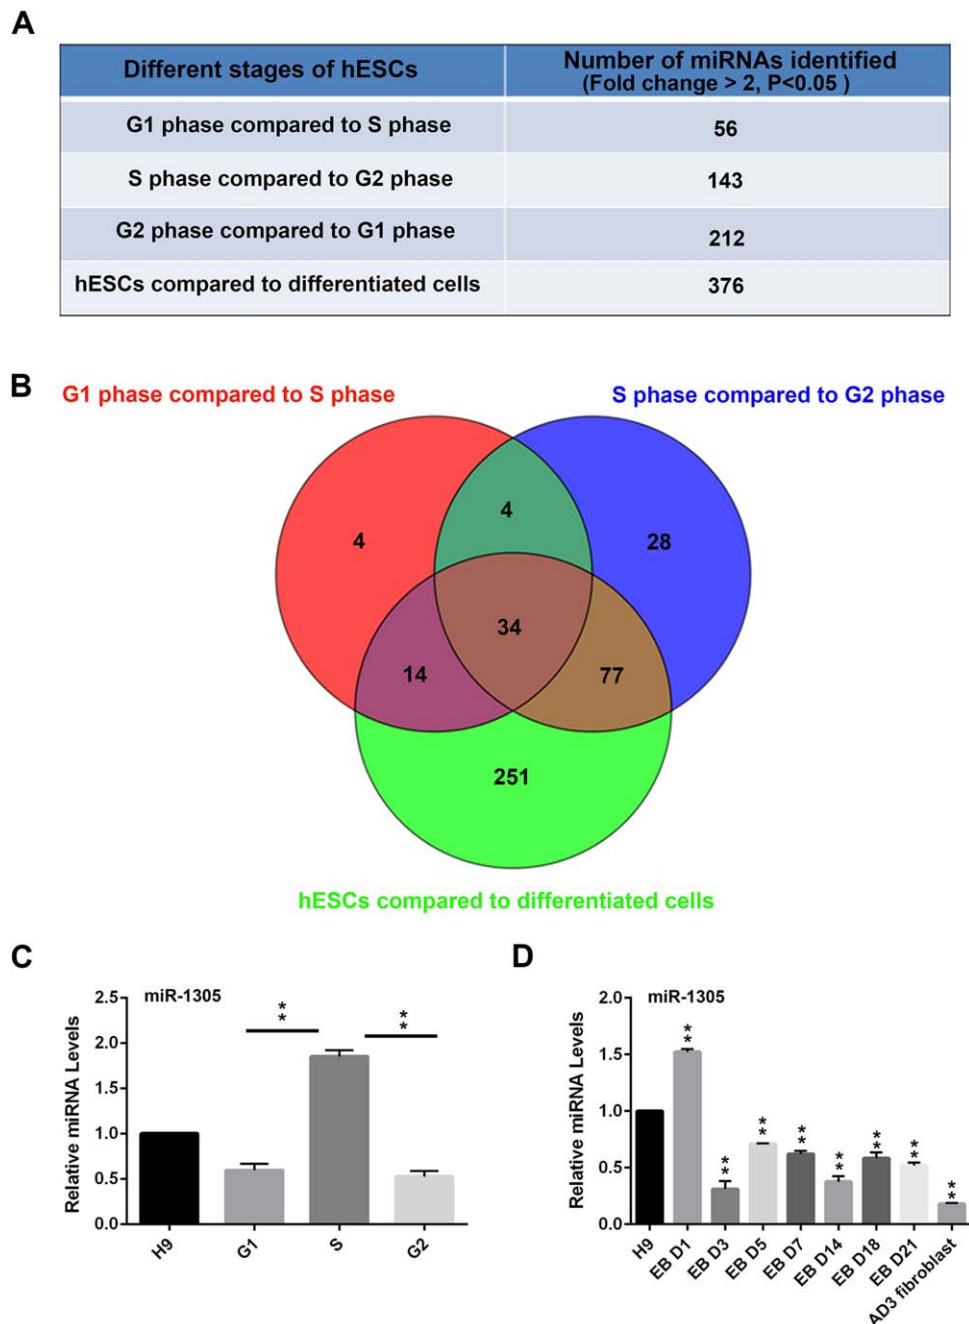 A
Different stages of hESCs
Number of miRNAs identified
(Fold change > 2, P<0.05 )
G1 phase compared to S phase
56
S phase compared to G2 phase
143
G2 phase compared to G1 phase
212
hESCs compared to differentiated cells
376
B
G1 phase compared to S phase
S phase compared to G2 phase
4
4
28
34
14
77
251
hESCs compared to differentiated cells
C
miR-1305
Relative miRNA Levels
2.5
2.0
1.5
1.0
0.5
0.0
**
**
H9
G1
S
G2
D
miR-1305
Relative miRNA Levels
2.0
1.5
1.0
0.5
0.0
**
**
**
**
**
**
**
**
H9
EB D1
EB D3
EB D5
EB D7
EB D14
EB D18
EB D21
AD3 fibroblast